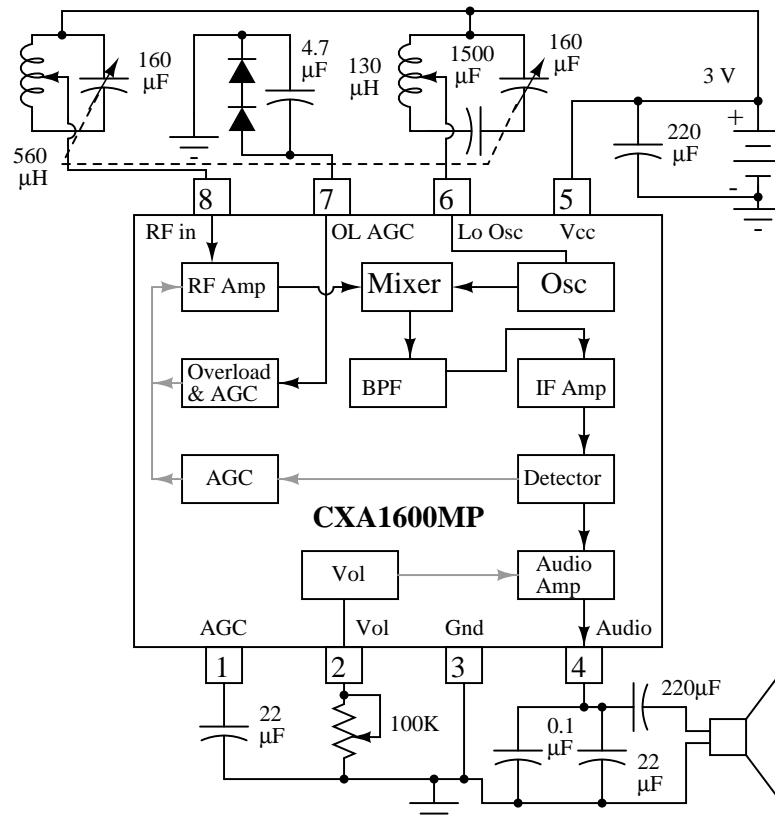 160
µF
4.7
µF
130
µH
1500
µF
160
µF
3 V
+
-
220
µF
560
µH
8
7
6
5
RF in
OL AGC
Lo Osc
Vcc
RF Amp
Mixer
Osc
Overload
& AGC
BPF
IF Amp
AGC
Detector
CXA1600MP
Vol
Audio
Amp
AGC
Vol
Gnd
Audio
1
2
3
4
22
µF
100K
0.1
µF
22
µF
220µF